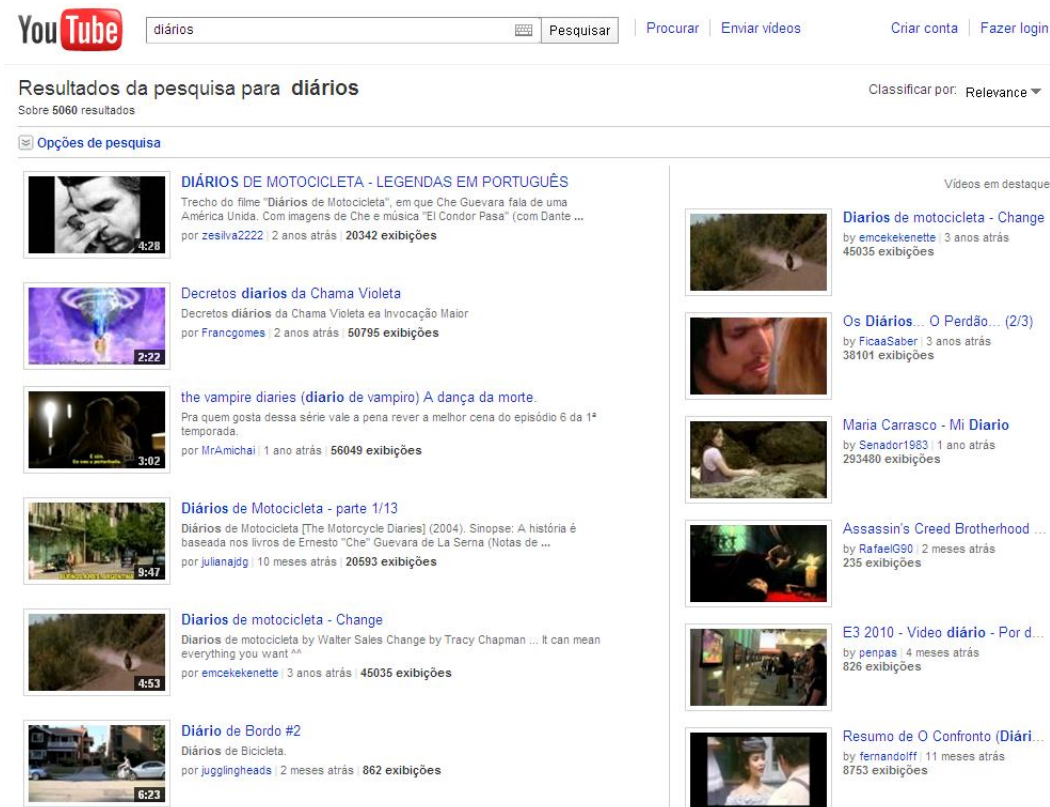 YouTube
diários
Pesquisar
Procurar
Enviar vídeos
Criar conta
Fazer login
Resultados da pesquisa para diários
Sobre 5060 resultados
Classificar por: Relevance
Opções de pesquisa
4:28
DIÁRIOS DE MOTOCICLETA - LEGENDAS EM PORTUGUÊS
Trecho do filme "Diários de Motocicleta", em que Che Guevara fala de uma
América Unida. Com imagens de Che e música "El Condor Pasa" (com Dante ...
por zesilva2222 | 2 anos atrás | 20342 exibições
2:22
Decretos diarios da Chama Violeta
Decretos diários da Chama Violeta ea Invocação Maior
por Francgomes | 2 anos atrás | 50795 exibições
3:02
the vampire diaries (diario de vampiro) A dança da morte.
Pra quem gosta dessa série vale a pena rever a melhor cena do episódio 6 da 1ª
temporada.
por MrAmichai | 1 ano atrás | 56049 exibições
BUENOS AIRES, ARGENTINA
9:47
Diários de Motocicleta - parte 1/13
Diários de Motocicleta [The Motorcycle Diaries] (2004). Sinopse: A história é
baseada nos livros de Ernesto "Che" Guevara de La Serna (Notas de ...
por julianajdg | 10 meses atrás | 20593 exibições
4:53
Diarios de motocicleta - Change
Diarios de motocicleta by Walter Sales Change by Tracy Chapman ... It can mean
everything you want ^^
por emcekekenette | 3 anos atrás | 45035 exibições
6:23
Diário de Bordo #2
Diários de Bicicleta.
por jugglingheads | 2 meses atrás | 862 exibições
Vídeos em destaque
Diarios de motocicleta - Change
by emcekekenette | 3 anos atrás
45035 exibições
Os Diários... O Perdão... (2/3)
by FicaaSaber | 3 anos atrás
38101 exibições
Maria Carrasco - Mi Diario
by Senador1983 | 1 ano atrás
293480 exibições
Assassin's Creed Brotherhood ...
by RafaelG90 | 2 meses atrás
235 exibições
E3 2010 - Video diário - Por d...
by penpas | 4 meses atrás
826 exibições
Resumo de O Confronto (Diári...
by fernandolff | 11 meses atrás
8753 exibições